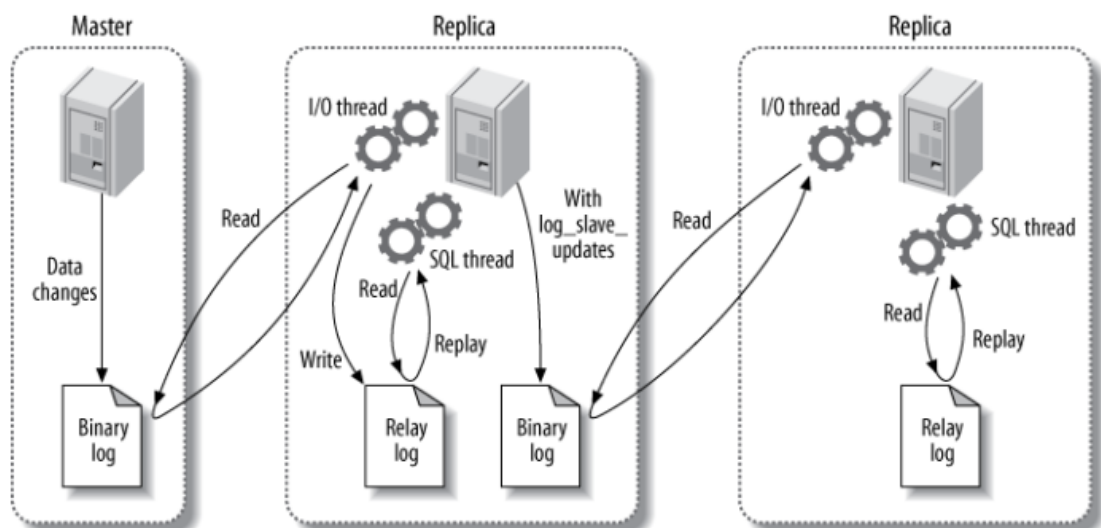 Master
Replica
Replica
I/O thread
I/O thread
Read
With
log_slave_
updates
Read
SQL thread
SQL thread
Data
changes
Read
Read
Replay
Replay
Write
Binary
log
Relay
log
Binary
log
Relay
log